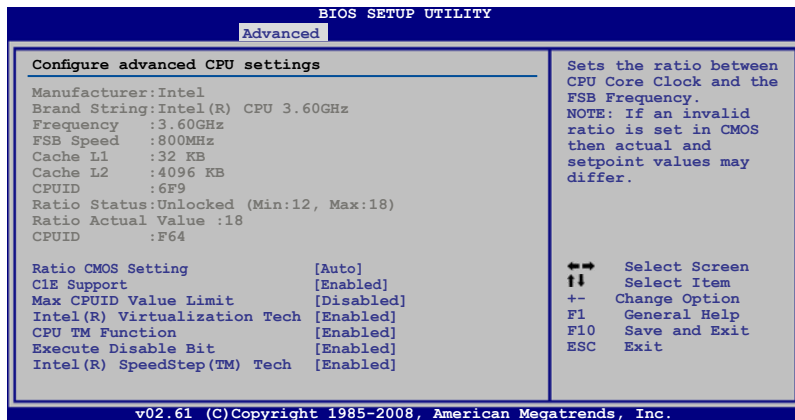 BIOS SETUP UTILITY
Advanced
Configure advanced CPU settings
Manufacturer:Intel
Brand String:Intel(R) CPU 3.60GHz
Frequency :3.60GHz
FSB Speed :800MHz
Cache L1 :32 KB
Cache L2 :4096 KB
CPUID :6F9
Ratio Status:Unlocked (Min:12, Max:18)
Ratio Actual Value :18
CPUID :F64
Ratio CMOS Setting [Auto]
C1E Support [Enabled]
Max CPUID Value Limit [Disabled]
Intel(R) Virtualization Tech [Enabled]
CPU TM Function [Enabled]
Execute Disable Bit [Enabled]
Intel(R) SpeedStep(TM) Tech [Enabled]
Sets the ratio between
CPU Core Clock and the
FSB Frequency.
NOTE: If an invalid
ratio is set in CMOS
then actual and
setpoint values may
differ.
←→ Select Screen
↑↓ Select Item
+- Change Option
F1 General Help
F10 Save and Exit
ESC Exit
v02.61 (C)Copyright 1985-2008, American Megatrends, Inc.